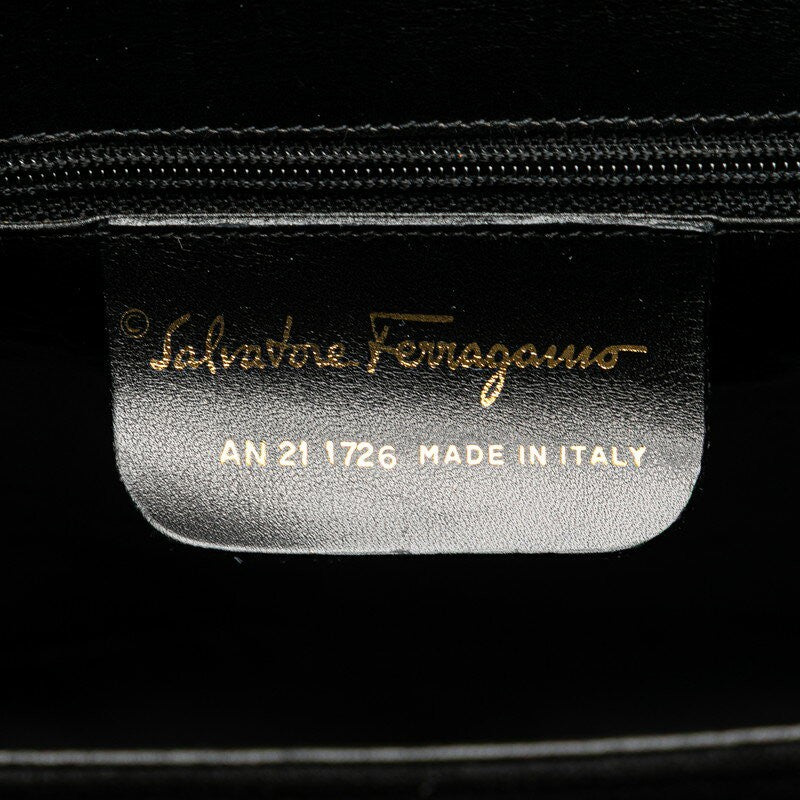 © Salvatore Ferragamo
AN 21 1726 MADE IN ITALY